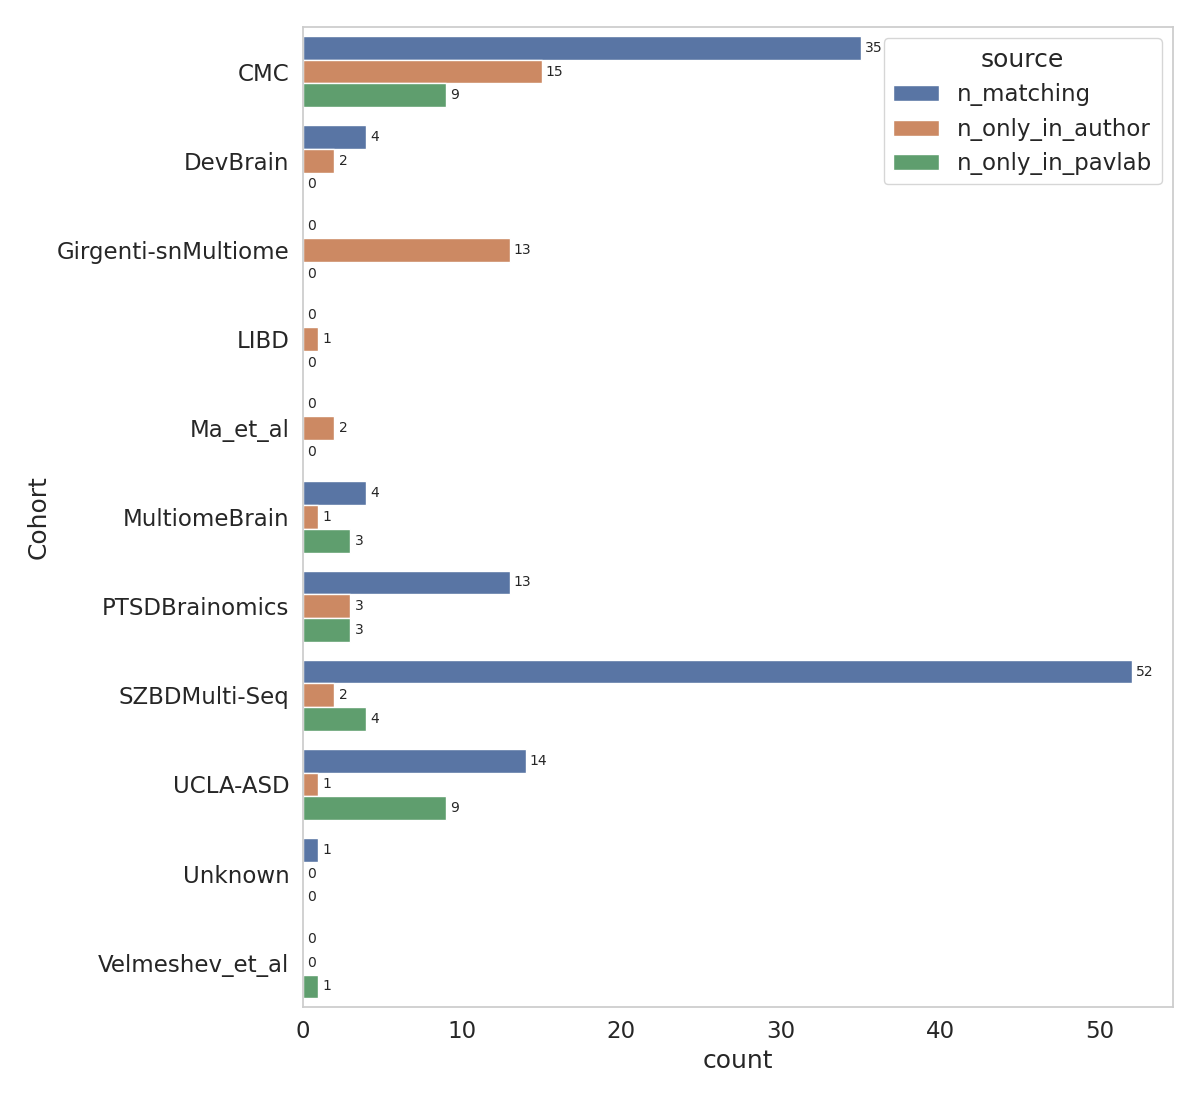 source
n_matching
n_only_in_author
n_only_in_pavlab
CMC
35
15
9
DevBrain
4
2
0
Girgenti-snMultiome
0
13
0
LIBD
0
1
0
Ma_et_al
0
2
0
MultiomeBrain
4
1
3
PTSDBrainomics
13
3
3
SZBDMulti-Seq
52
2
4
UCLA-ASD
14
1
9
Unknown
1
0
0
Velmeshev_et_al
0
0
1
Cohort
0 10 20 30 40 50
count